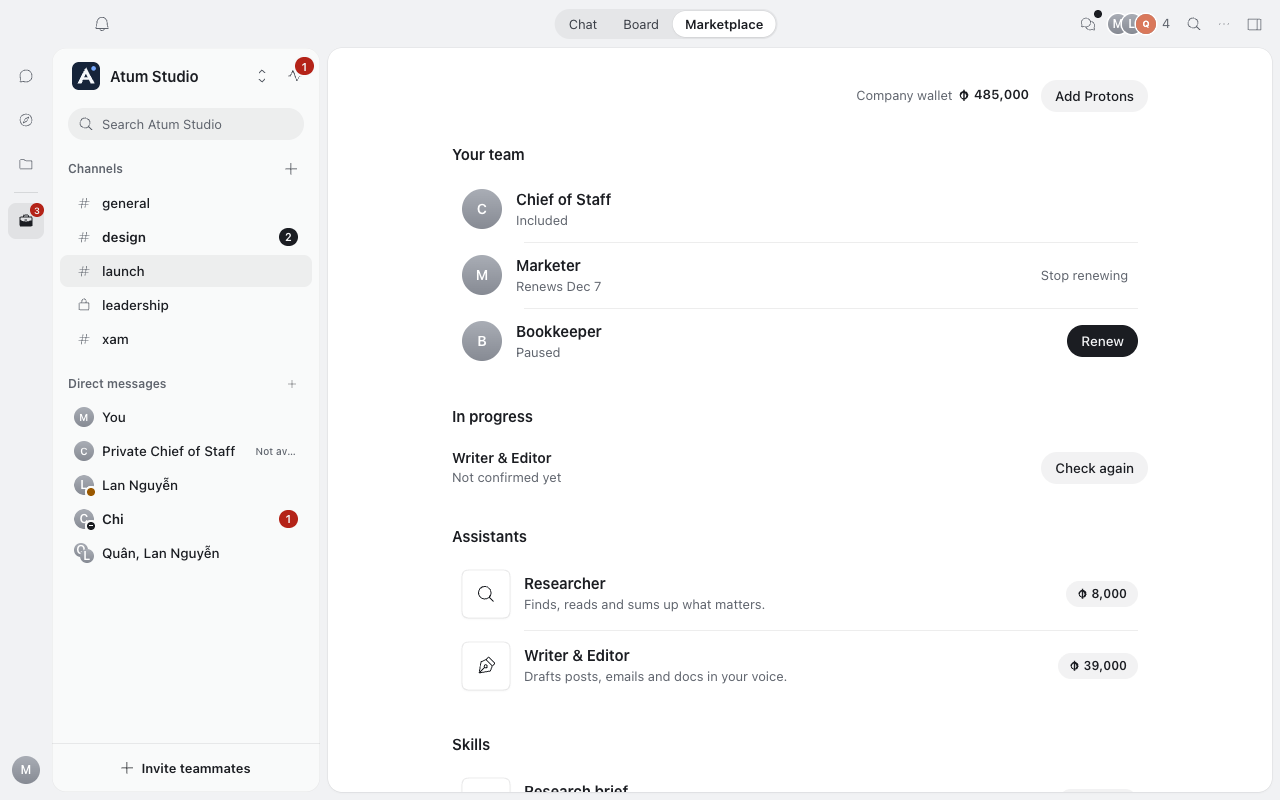 Chat
Board
Marketplace
M
L
Q
4
Atum Studio
1
Search Atum Studio
3
Channels
general
design
2
launch
leadership
xam
Direct messages
M
You
C
Private Chief of Staff
Not av...
L
Lan Nguyễn
C
Chi
1
Q
L
Quân, Lan Nguyễn
M
Invite teammates
Company wallet
485,000
Add Protons
Your team
C
Chief of Staff
Included
M
Marketer
Renews Dec 7
Stop renewing
B
Bookkeeper
Paused
Renew
In progress
Writer & Editor
Not confirmed yet
Check again
Assistants
Researcher
Finds, reads and sums up what matters.
8,000
Writer & Editor
Drafts posts, emails and docs in your voice.
39,000
Skills
Research brief